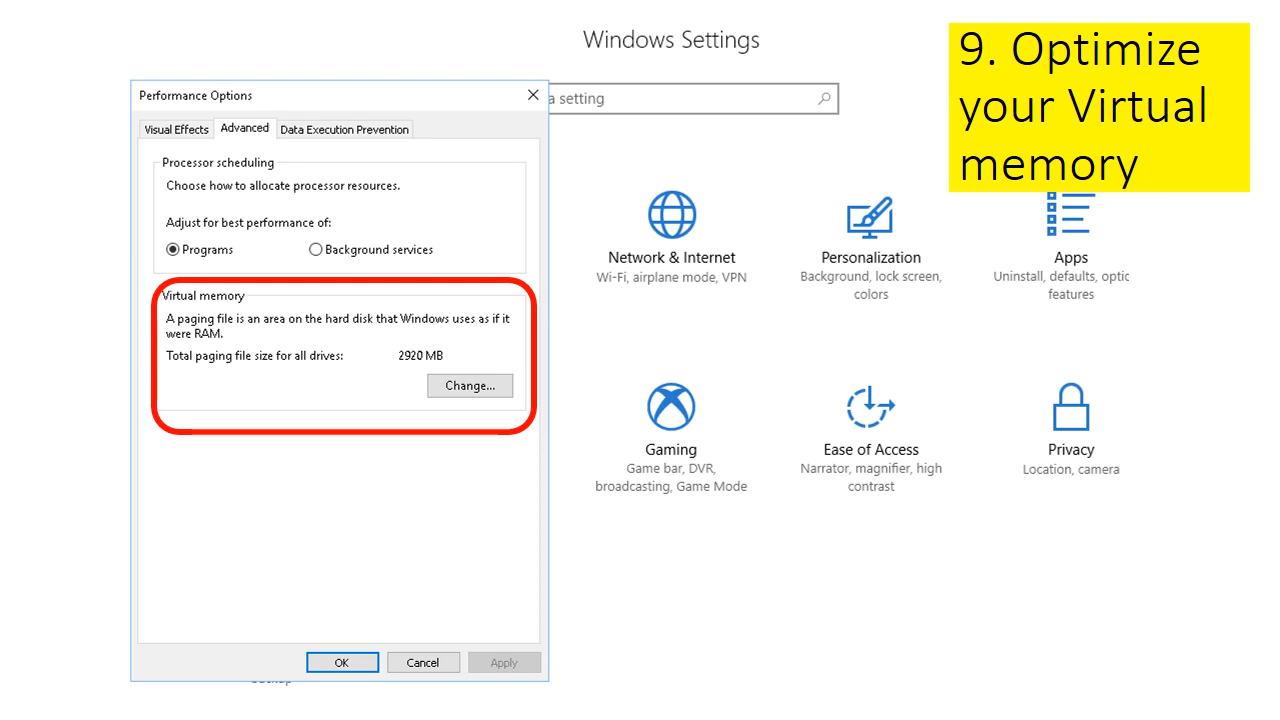 Windows Settings
9. Optimize
your Virtual
memory
Performance Options
a setting
Visual Effects
Advanced
Data Execution Prevention
Processor scheduling
Choose how to allocate processor resources.
Adjust for best performance of:
Programs
Background services
Virtual memory
A paging file is an area on the hard disk that Windows uses as if it
were RAM.
Total paging file size for all drives:
2920 MB
Change...
OK
Cancel
Apply
Network & Internet
Wi-Fi, airplane mode, VPN
Personalization
Background, lock screen,
colors
Apps
Uninstall, defaults, optic
features
Gaming
Game bar, DVR,
broadcasting, Game Mode
Ease of Access
Narrator, magnifier, high
contrast
Privacy
Location, camera